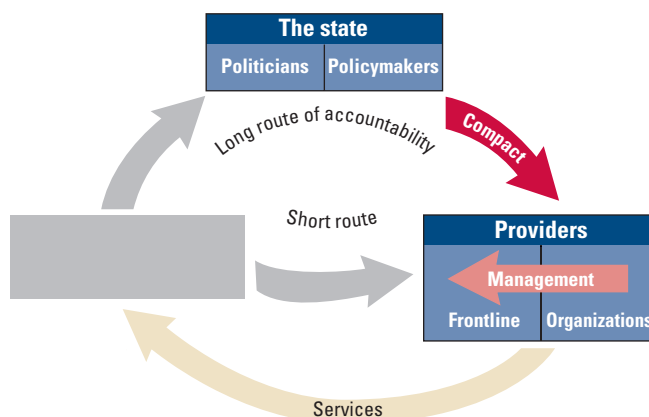 The state
Politicians Policymakers
Long route of accountability
Compact
Short route
Providers
Management
Frontline Organizations
Services